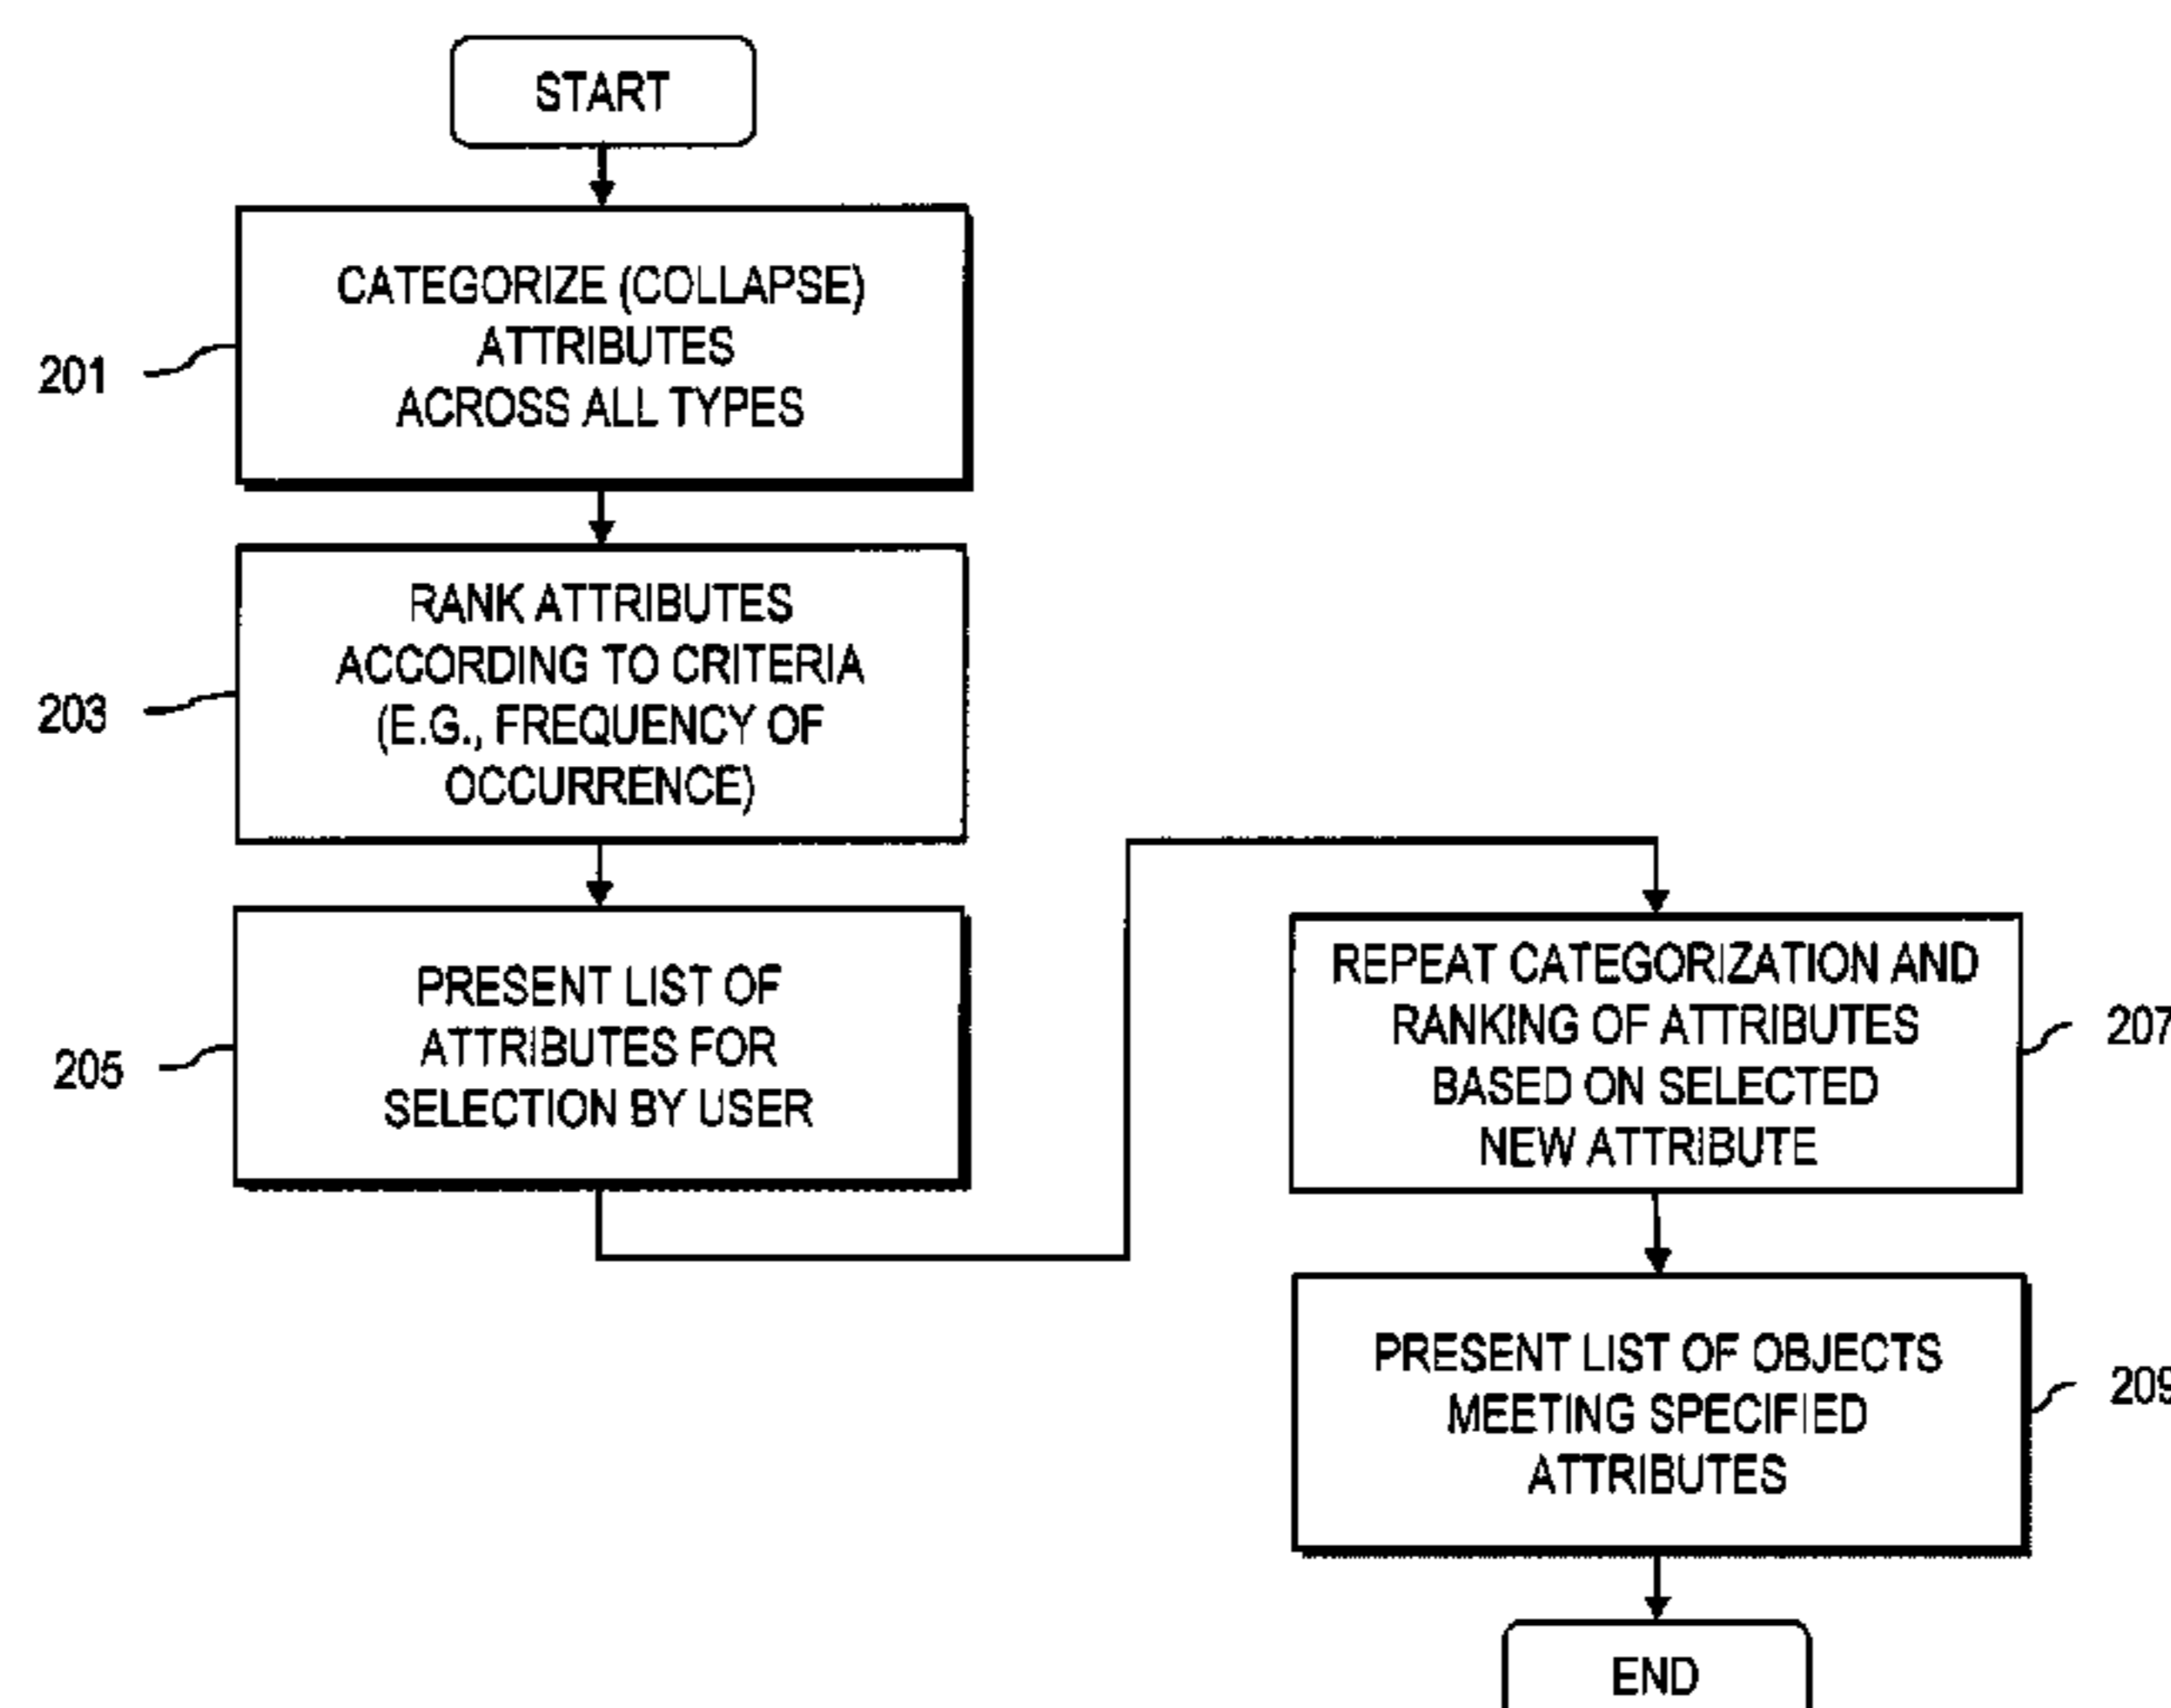 START
CATEGORIZE (COLLAPSE)
ATTRIBUTES
ACROSS ALL TYPES
201
RANK ATTRIBUTES
ACCORDING TO CRITERIA
(E.G., FREQUENCY OF
OCCURRENCE)
203
PRESENT LIST OF
ATTRIBUTES FOR
SELECTION BY USER
205
REPEAT CATEGORIZATION AND
RANKING OF ATTRIBUTES
BASED ON SELECTED
NEW ATTRIBUTE
207
PRESENT LIST OF OBJECTS
MEETING SPECIFIED
ATTRIBUTES
209
END